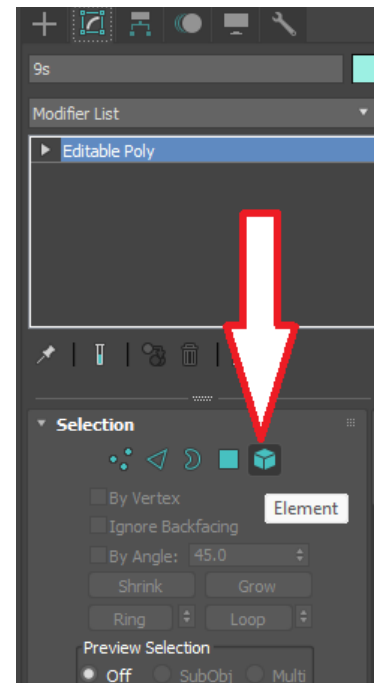 9s
Modifier List
Editable Poly
Selection
By Vertex
Element
Ignore Backfacing
By Angle: 45.0
Shrink Grow
Ring Loop
Preview Selection
Off SubObj Multi